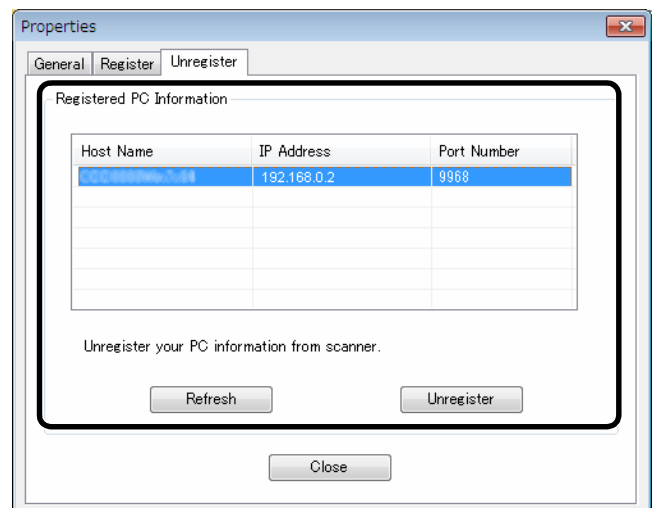 Properties
General Register Unregister
Registered PC Information
Host Name IP Address Port Number
192.168.0.2 9968
Unregister your PC information from scanner.
Refresh Unregister
Close